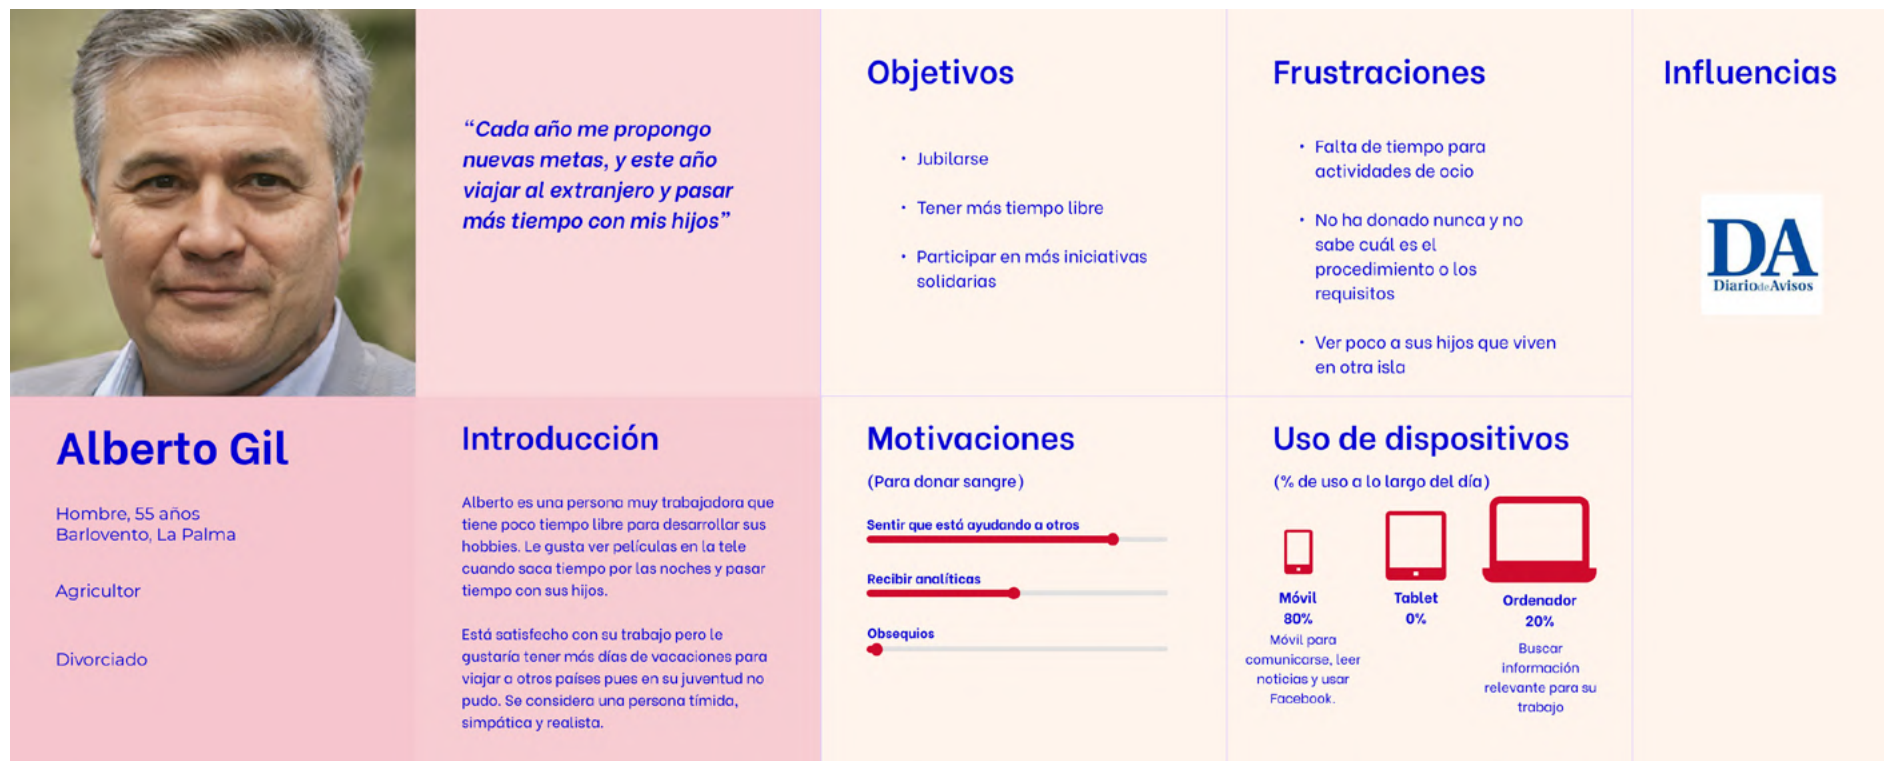 “Cada año me propongo
nuevas metas, y este año
viajar al extranjero y pasar
más tiempo con mis hijos”
Alberto Gil
Hombre, 55 años
Barlovento, La Palma
Agricultor
Divorciado
Introducción
Alberto es una persona muy trabajadora que
tiene poco tiempo libre para desarrollar sus
hobbies. Le gusta ver películas en la tele
cuando saca tiempo por las noches y pasar
tiempo con sus hijos.
Está satisfecho con su trabajo pero le
gustaría tener más días de vacaciones para
viajar a otros países pues en su juventud no
pudo. Se considera una persona tímida,
simpática y realista.
Objetivos
• Jubilarse
• Tener más tiempo libre
• Participar en más iniciativas
solidarias
Motivaciones
(Para donar sangre)
Sentir que está ayudando a otros
Recibir analíticas
Obsequios
Frustraciones
• Falta de tiempo para
actividades de ocio
• No ha donado nunca y no
sabe cuál es el
procedimiento o los
requisitos
• Ver poco a sus hijos que viven
en otra isla
Uso de dispositivos
(% de uso a lo largo del día)
Móvil
80%
Móvil para
comunicarse, leer
noticias y usar
Facebook.
Tablet
0%
Ordenador
20%
Buscar
información
relevante para su
trabajo
Influencias
DA
Diario de Avisos